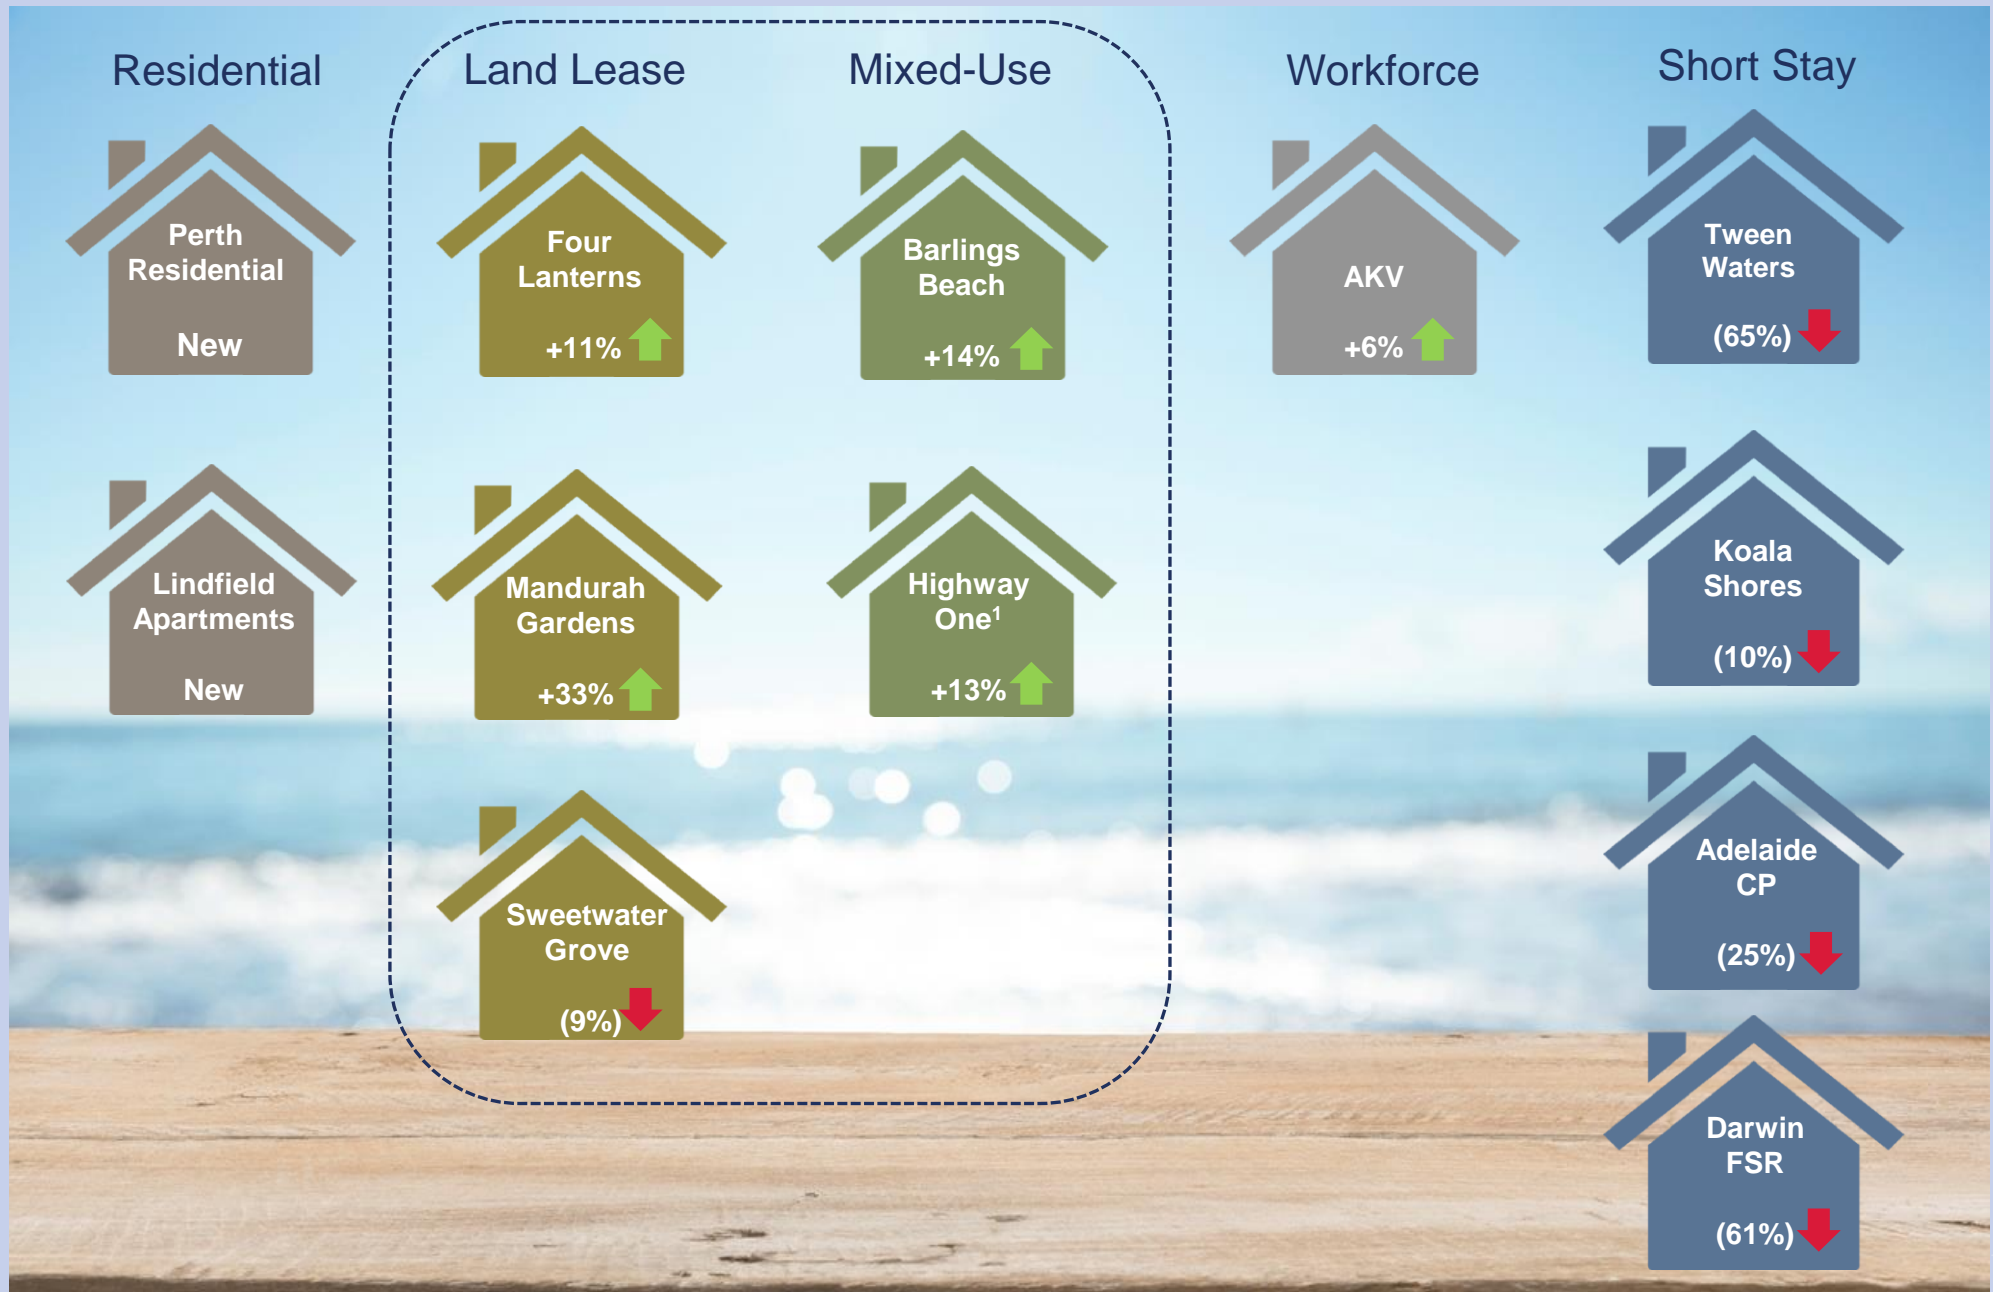 Residential
Land Lease
Mixed-Use
Workforce
Short Stay
Perth
Residential
New
Four
Lanterns
+11%
Barlings
Beach
+14%
AKV
+6%
Tween
Waters
(65%)
Lindfield
Apartments
New
Mandurah
Gardens
+33%
Highway
One¹
+13%
Koala
Shores
(10%)
Sweetwater
Grove
(9%)
Adelaide
CP
(25%)
Darwin
FSR
(61%)